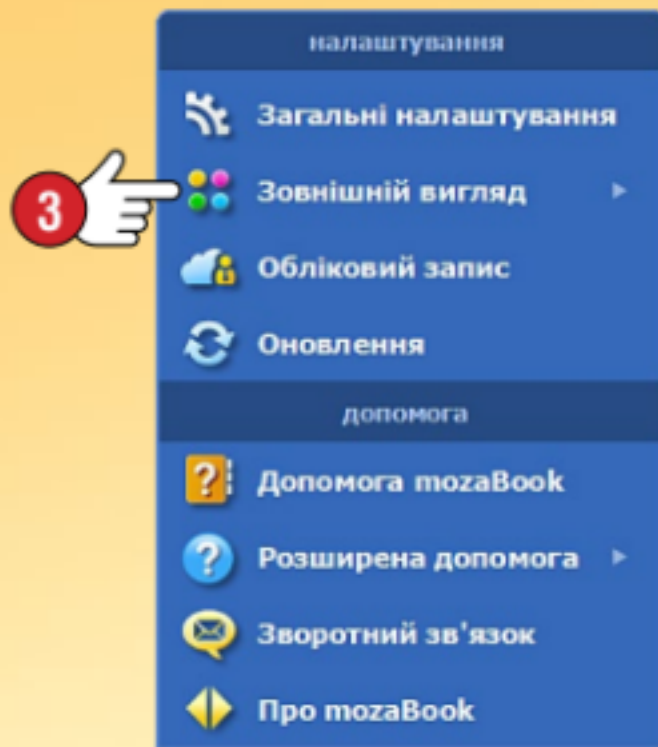 налаштування
Загальні налаштування
3
Зовнішній вигляд
Обліковий запис
Оновлення
допомога
Допомога mozaBook
Розширена допомога
Зворотний зв'язок
Про mozaBook